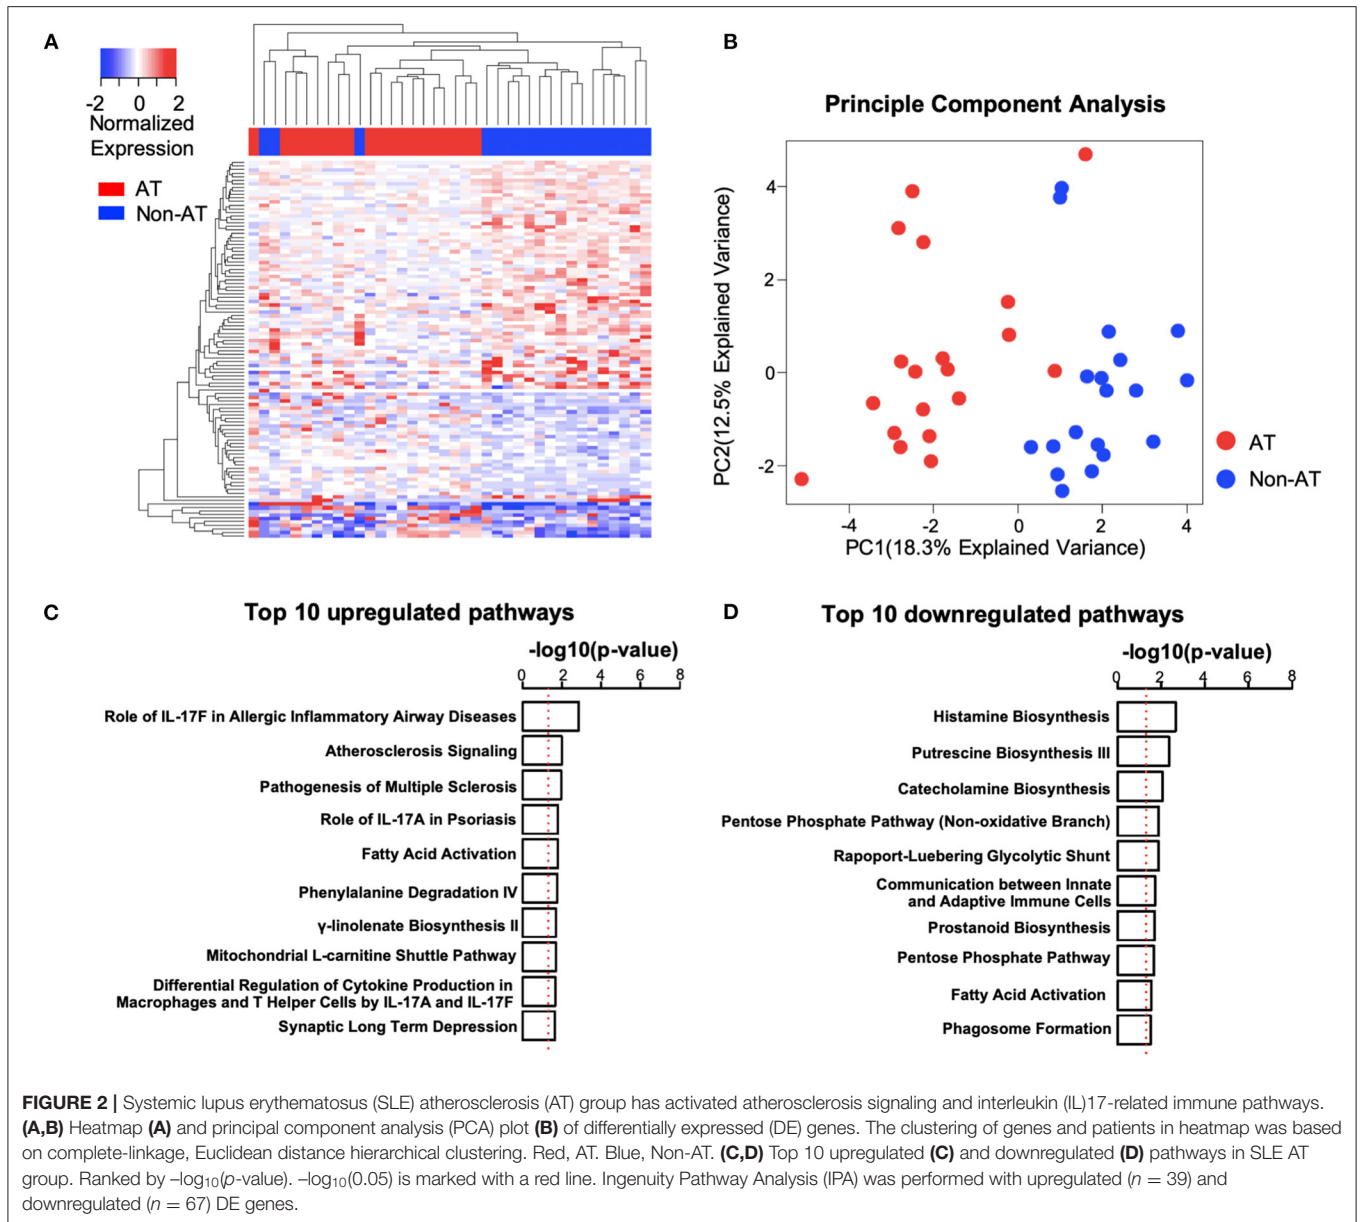 A
-2 0 2
Normalized
Expression
AT
Non-AT
B
Principle Component Analysis
PC2(12.5% Explained Variance)
4
2
0
-2
-4 -2 0 2 4
PC1(18.3% Explained Variance)
AT
Non-AT
C
Top 10 upregulated pathways
-log10(p-value)
0 2 4 6 8
Role of IL-17F in Allergic Inflammatory Airway Diseases
Atherosclerosis Signaling
Pathogenesis of Multiple Sclerosis
Role of IL-17A in Psoriasis
Fatty Acid Activation
Phenylalanine Degradation IV
γ-linolenate Biosynthesis II
Mitochondrial L-carnitine Shuttle Pathway
Differential Regulation of Cytokine Production in
Macrophages and T Helper Cells by IL-17A and IL-17F
Synaptic Long Term Depression
D
Top 10 downregulated pathways
-log10(p-value)
0 2 4 6 8
Histamine Biosynthesis
Putrescine Biosynthesis III
Catecholamine Biosynthesis
Pentose Phosphate Pathway (Non-oxidative Branch)
Rapoport-Luebering Glycolytic Shunt
Communication between Innate
and Adaptive Immune Cells
Prostanoid Biosynthesis
Pentose Phosphate Pathway
Fatty Acid Activation
Phagosome Formation
FIGURE 2 | Systemic lupus erythematosus (SLE) atherosclerosis (AT) group has activated atherosclerosis signaling and interleukin (IL)17-related immune pathways.
(A,B) Heatmap (A) and principal component analysis (PCA) plot (B) of differentially expressed (DE) genes. The clustering of genes and patients in heatmap was based
on complete-linkage, Euclidean distance hierarchical clustering. Red, AT. Blue, Non-AT. (C,D) Top 10 upregulated (C) and downregulated (D) pathways in SLE AT
group. Ranked by –log10(p-value). –log10(0.05) is marked with a red line. Ingenuity Pathway Analysis (IPA) was performed with upregulated (n = 39) and
downregulated (n = 67) DE genes.